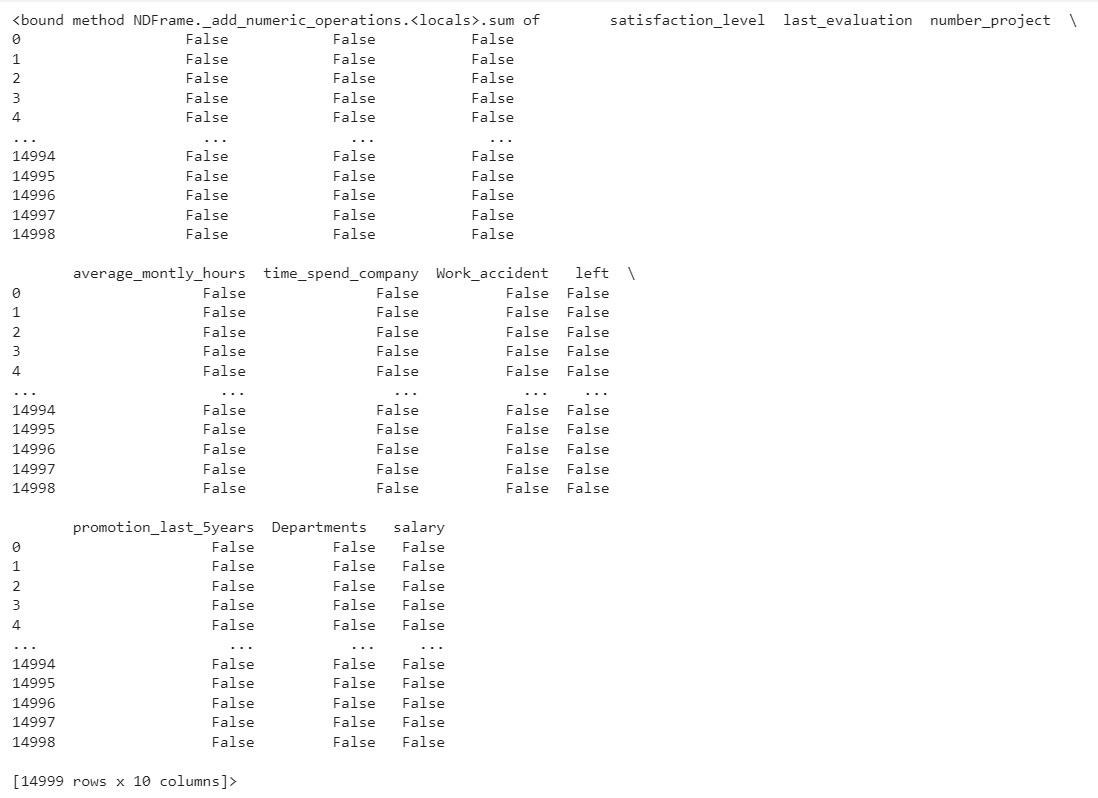 <bound method NDFrame._add_numeric_operations.<locals>.sum of        satisfaction_level  last_evaluation  number_project  \
0                   False            False           False
1                   False            False           False
2                   False            False           False
3                   False            False           False
4                   False            False           False
...                   ...              ...             ...
14994               False            False           False
14995               False            False           False
14996               False            False           False
14997               False            False           False
14998               False            False           False

       average_montly_hours  time_spend_company  Work_accident   left  \
0                     False               False          False  False
1                     False               False          False  False
2                     False               False          False  False
3                     False               False          False  False
4                     False               False          False  False
...                     ...                 ...            ...    ...
14994                 False               False          False  False
14995                 False               False          False  False
14996                 False               False          False  False
14997                 False               False          False  False
14998                 False               False          False  False

       promotion_last_5years  Departments   salary
0                      False         False   False
1                      False         False   False
2                      False         False   False
3                      False         False   False
4                      False         False   False
...                      ...           ...     ...
14994                  False         False   False
14995                  False         False   False
14996                  False         False   False
14997                  False         False   False
14998                  False         False   False

[14999 rows x 10 columns]>